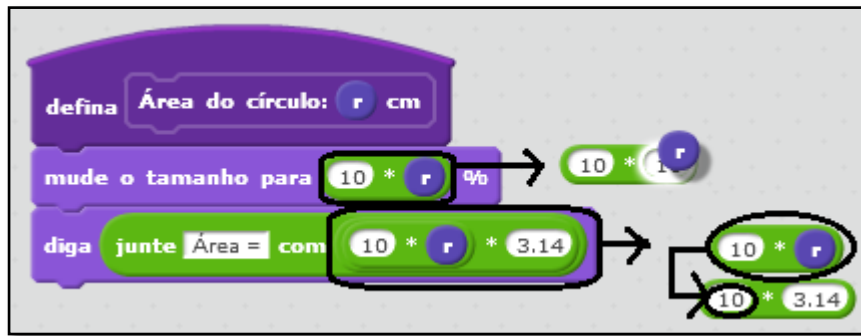 defina Área do círculo: r cm
mude o tamanho para 10 * r % 10 * r
diga junte Área = com 10 * r * 3.14
10 * r
10 * 3.14